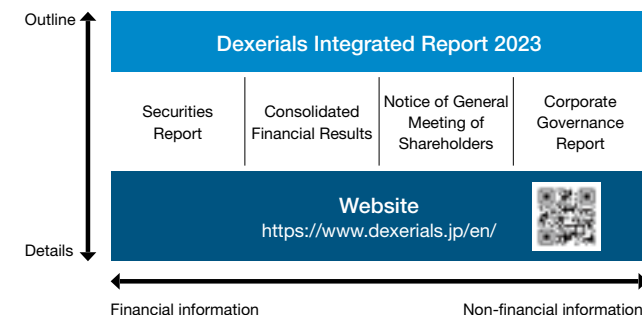 Outline
Dexerials Integrated Report 2023
Securities
Report
Consolidated
Financial Results
Notice of General
Meeting of
Shareholders
Corporate
Governance
Report
Website
https://www.dexerials.jp/en/
Details
Financial information
Non-financial information